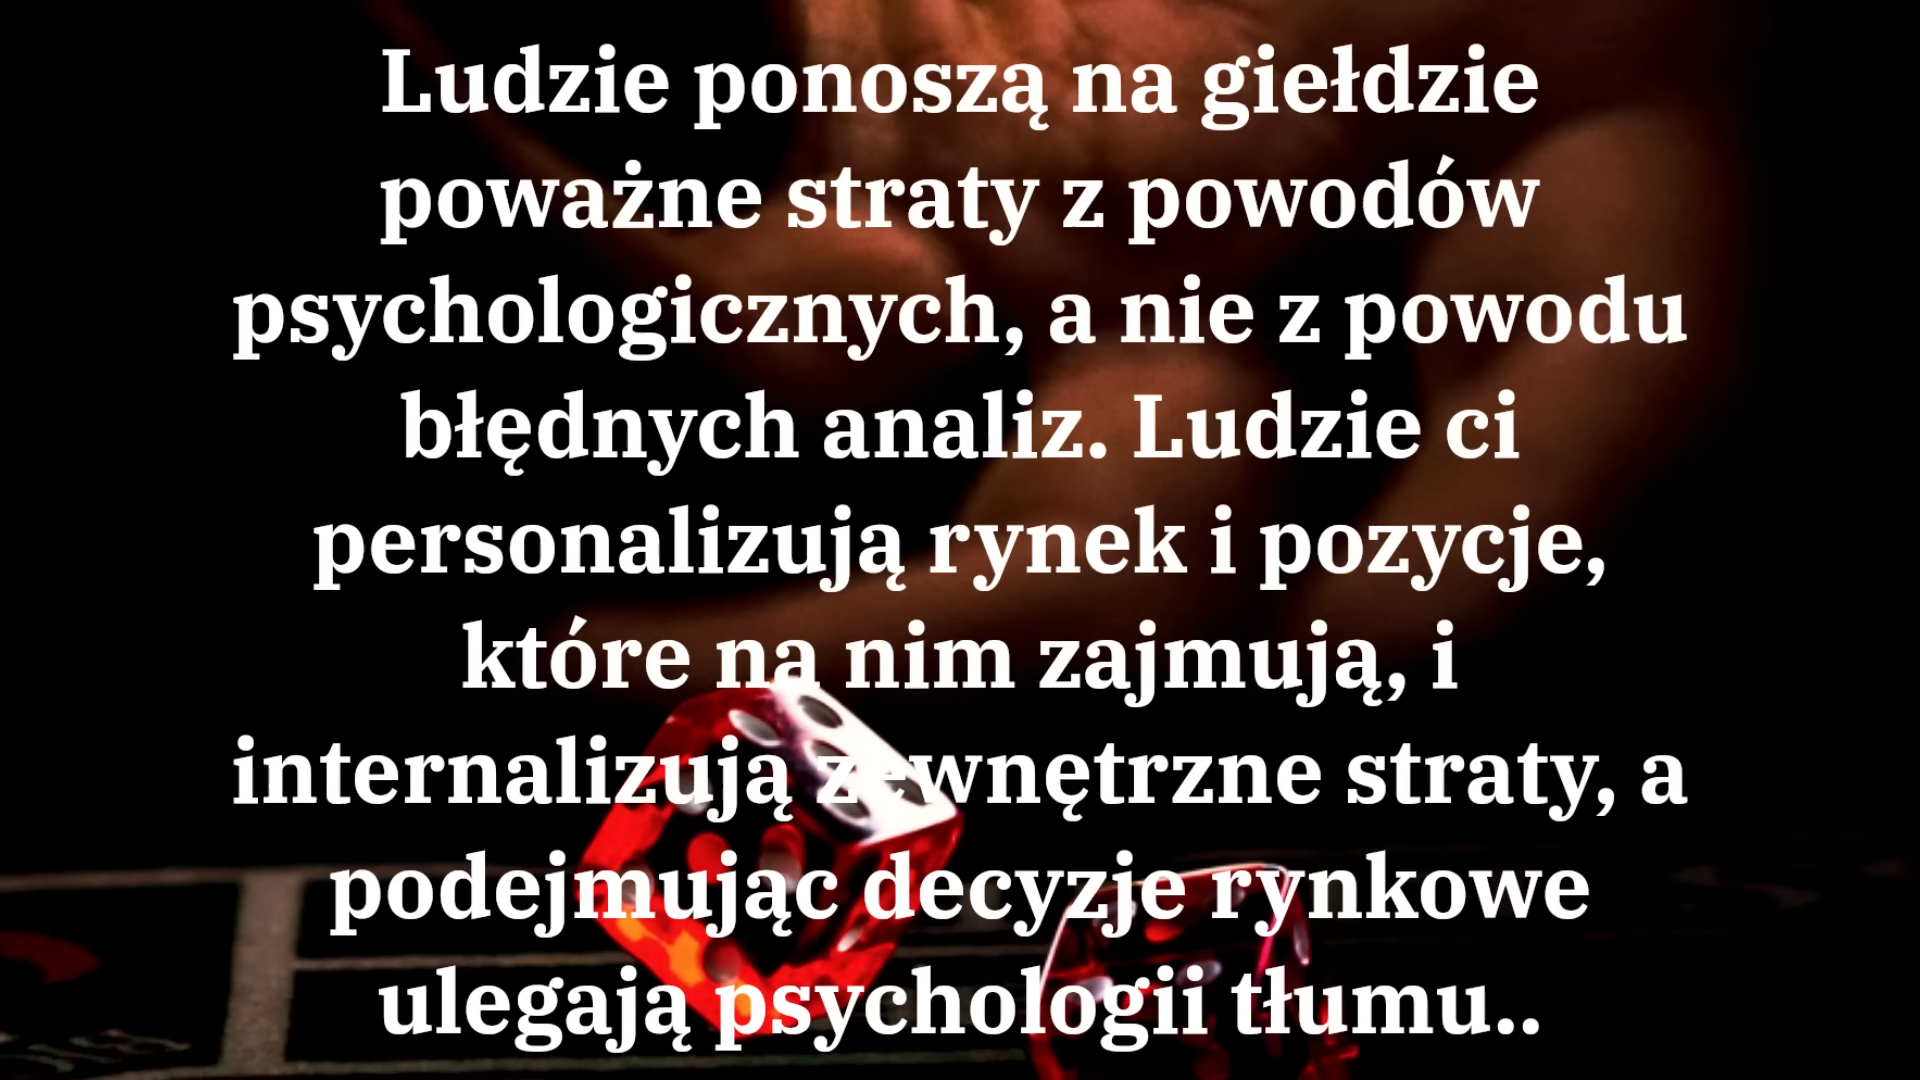 Ludzie ponoszą na giełdzie
poważne straty z powodów
psychologicznych, a nie z powodu
błędnych analiz. Ludzie ci
personalizują rynek i pozycje,
które na nim zajmują, i
internalizują zewnętrzne straty, a
podejmując decyzje rynkowe
ulegają psychologii tłumu..